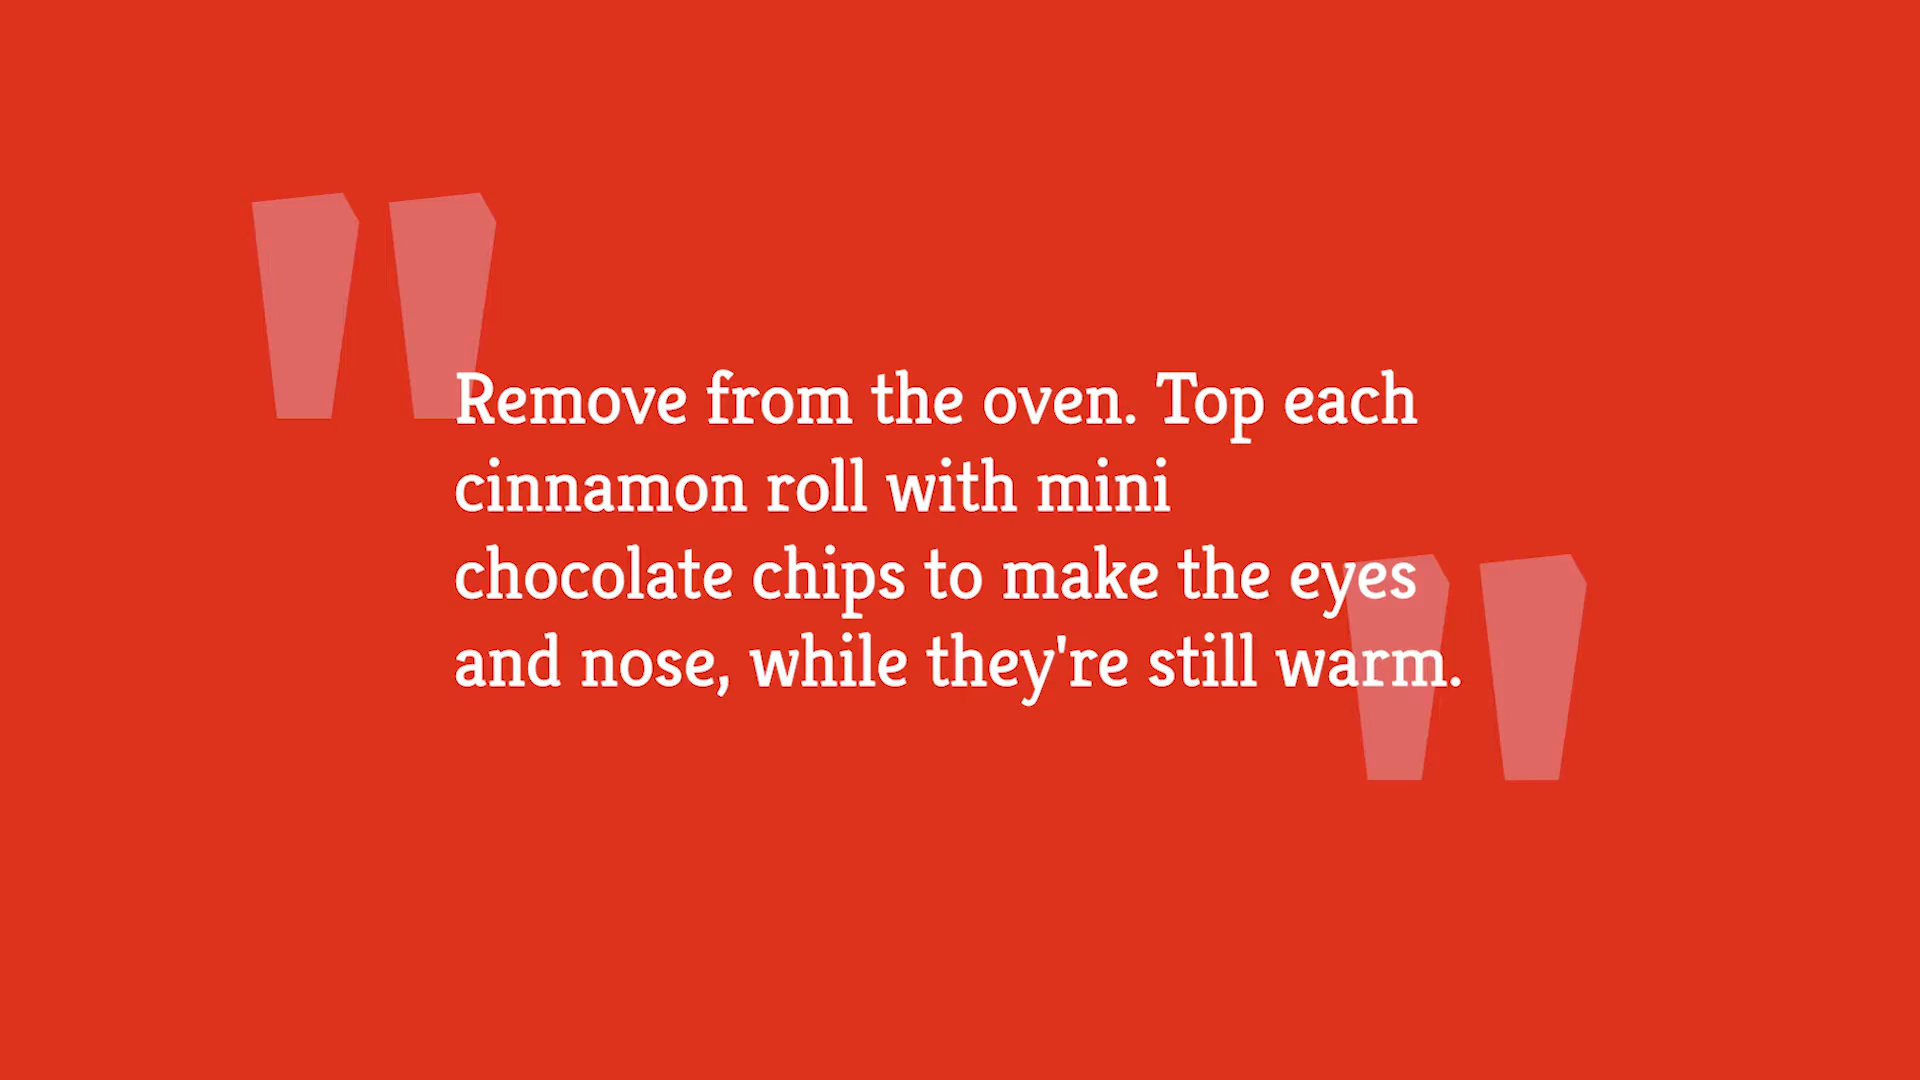 "
Remove from the oven. Top each
cinnamon roll with mini
chocolate chips to make the eyes
and nose, while they're still warm.
"